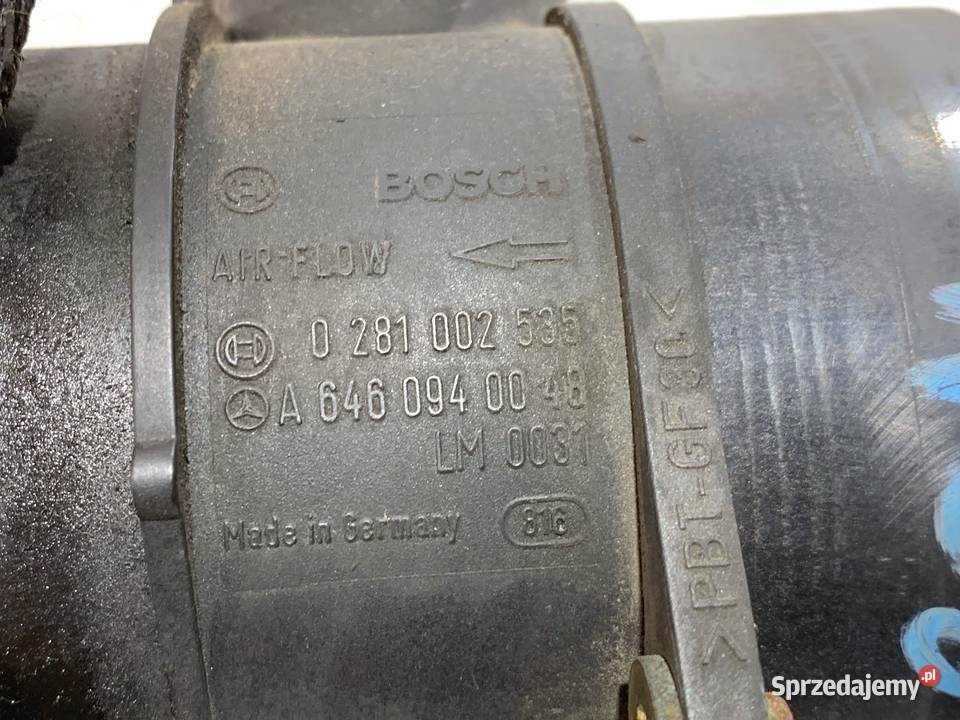 BOSCH
AIR-FLOW
0 281 002 535
A 646 094 00 48
LM 0031
Made in Germany 816
>PBT-GF30<
Sprzedajemy.pl